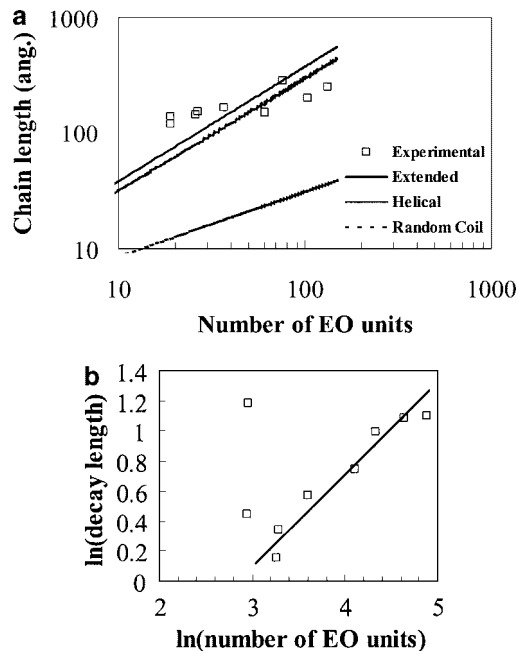 a
1000
100
10
Chain length (ang.)
Experimental
Extended
Helical
Random Coil
10
100
1000
Number of EO units
b
1.4
1.2
1
0.8
0.6
0.4
0.2
0
ln(decay length)
2
3
4
5
ln(number of EO units)